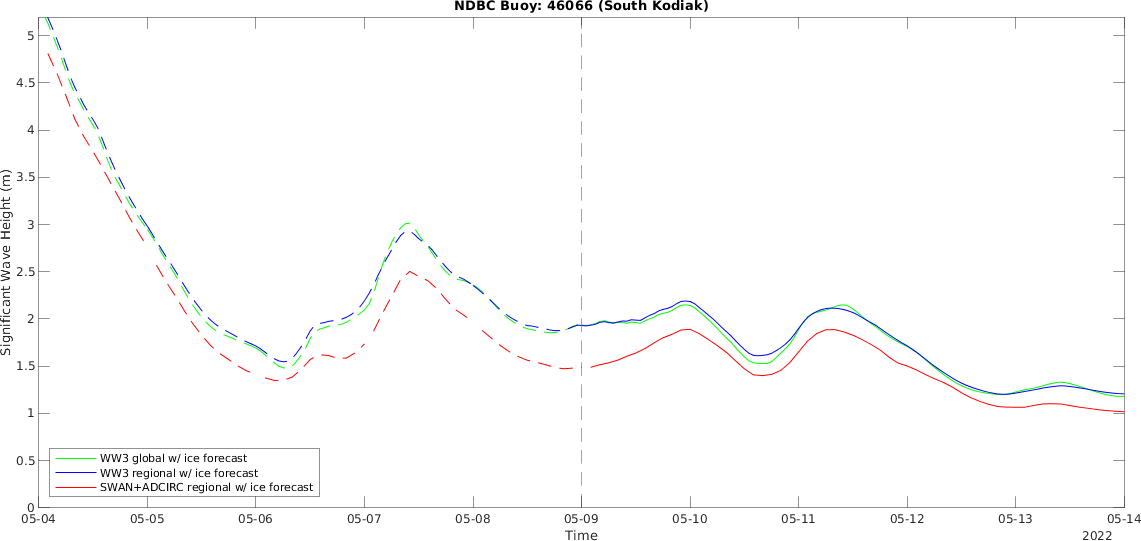 NDBC Buoy: 46066 (South Kodiak)
Significant Wave Height (m)
5
4.5
4
3.5
3
2.5
2
1.5
1
0.5
0
WW3 global w/ ice forecast
WW3 regional w/ ice forecast
SWAN+ADCIRC regional w/ ice forecast
05-04 05-05 05-06 05-07 05-08 05-09 05-10 05-11 05-12 05-13 05-14
Time
2022